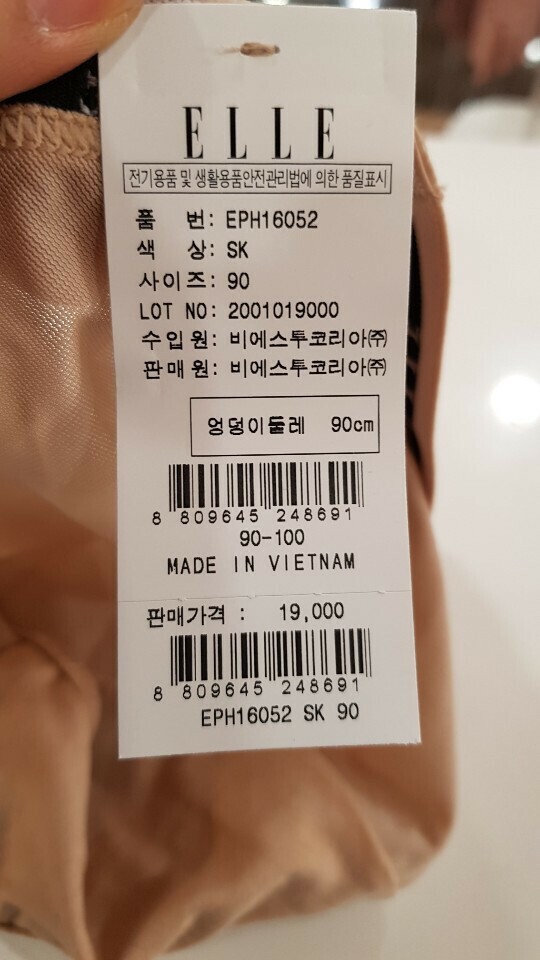 ELLE
전기용품 및 생활용품안전관리법에 의한 품질표시
품 번: EPH16052
색 상: SK
사이즈: 90
LOT NO: 2001019000
수입원: 비에스투코리아㈜
판매원: 비에스투코리아㈜
엉덩이둘레 90cm
8 809645 248691
90-100
MADE IN VIETNAM
판매가격 : 19,000
8 809645 248691
EPH16052 SK 90